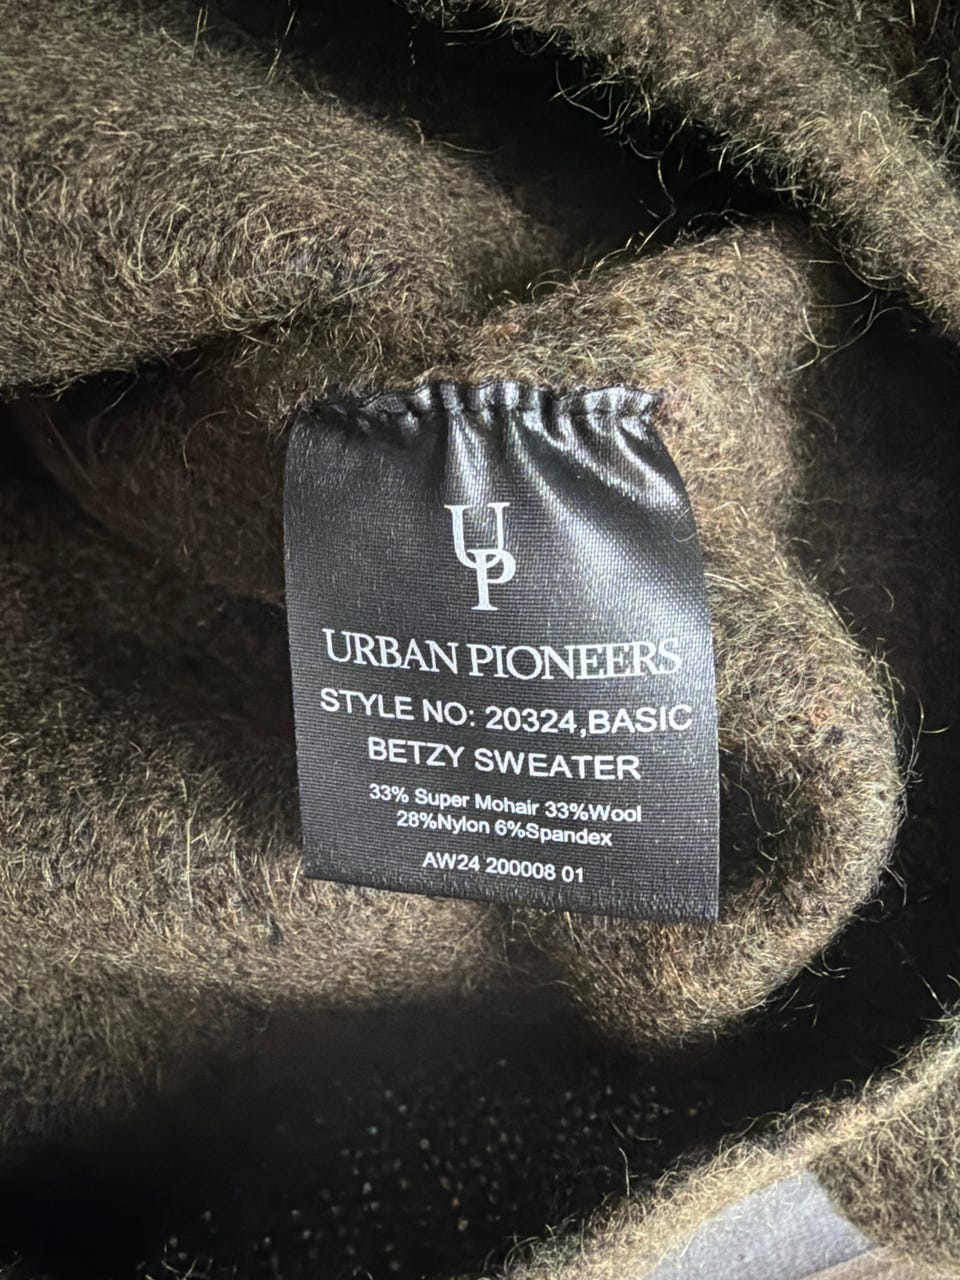 UP
URBAN PIONEERS
STYLE NO: 20324,BASIC
BETZY SWEATER
33% Super Mohair 33%Wool
28%Nylon 6%Spandex
AW24 200008 01